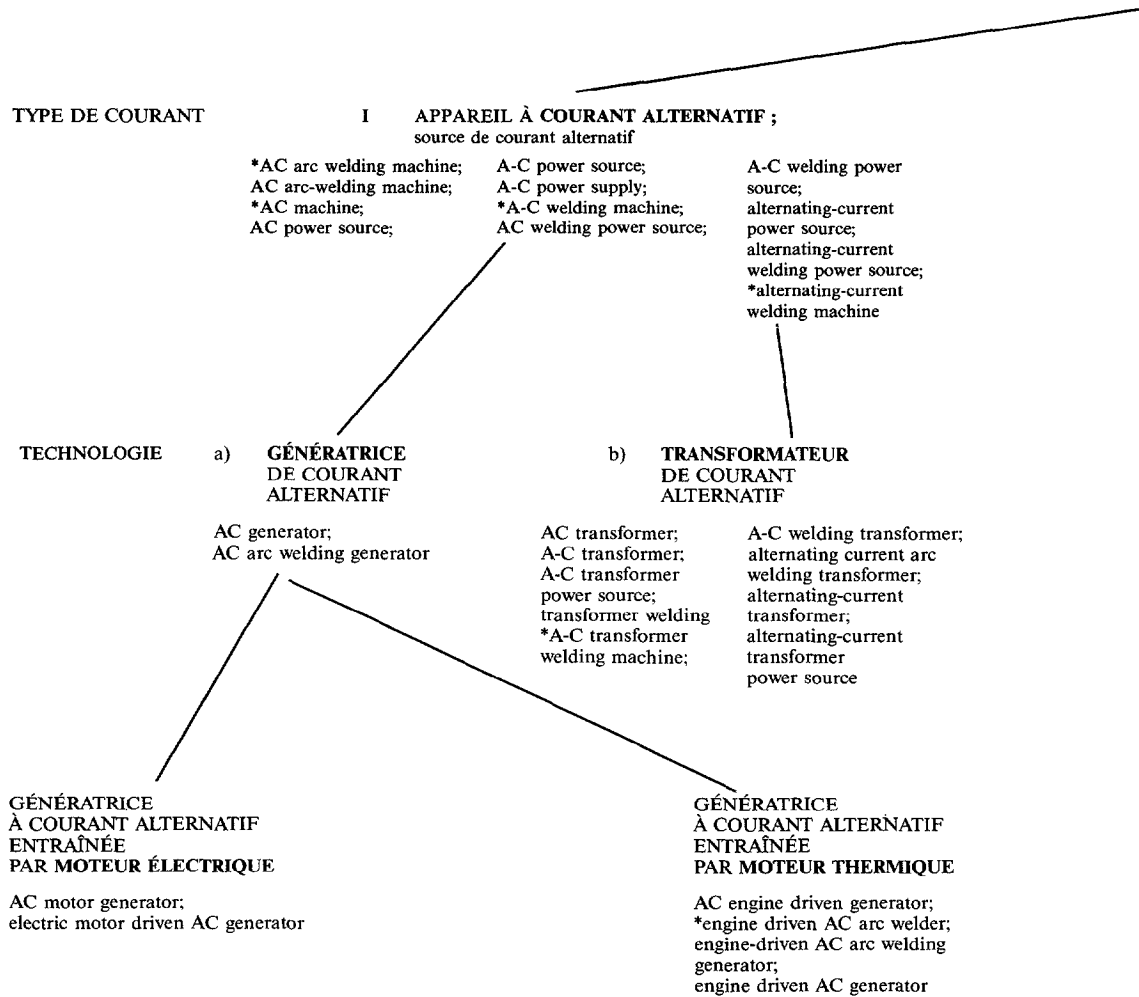 TYPE DE COURANT I APPAREIL À COURANT ALTERNATIF ;
source de courant alternatif
*AC arc welding machine;
AC arc-welding machine;
*AC machine;
AC power source;
A-C power source;
A-C power supply;
*A-C welding machine;
AC welding power source;
A-C welding power
source;
alternating-current
power source;
alternating-current
welding power source;
*alternating-current
welding machine
TECHNOLOGIE a) GÉNÉRATRICE
DE COURANT
ALTERNATIF
AC generator;
AC arc welding generator
b) TRANSFORMATEUR
DE COURANT
ALTERNATIF
AC transformer;
A-C transformer;
A-C transformer
power source;
transformer welding
*A-C transformer
welding machine;
A-C welding transformer;
alternating current arc
welding transformer;
alternating-current
transformer;
alternating-current
transformer
power source
GÉNÉRATRICE
À COURANT ALTERNATIF
ENTRAÎNÉE
PAR MOTEUR ÉLECTRIQUE
AC motor generator;
electric motor driven AC generator
GÉNÉRATRICE
À COURANT ALTERNATIF
ENTRAÎNÉE
PAR MOTEUR THERMIQUE
AC engine driven generator;
*engine driven AC arc welder;
engine-driven AC arc welding
generator;
engine driven AC generator